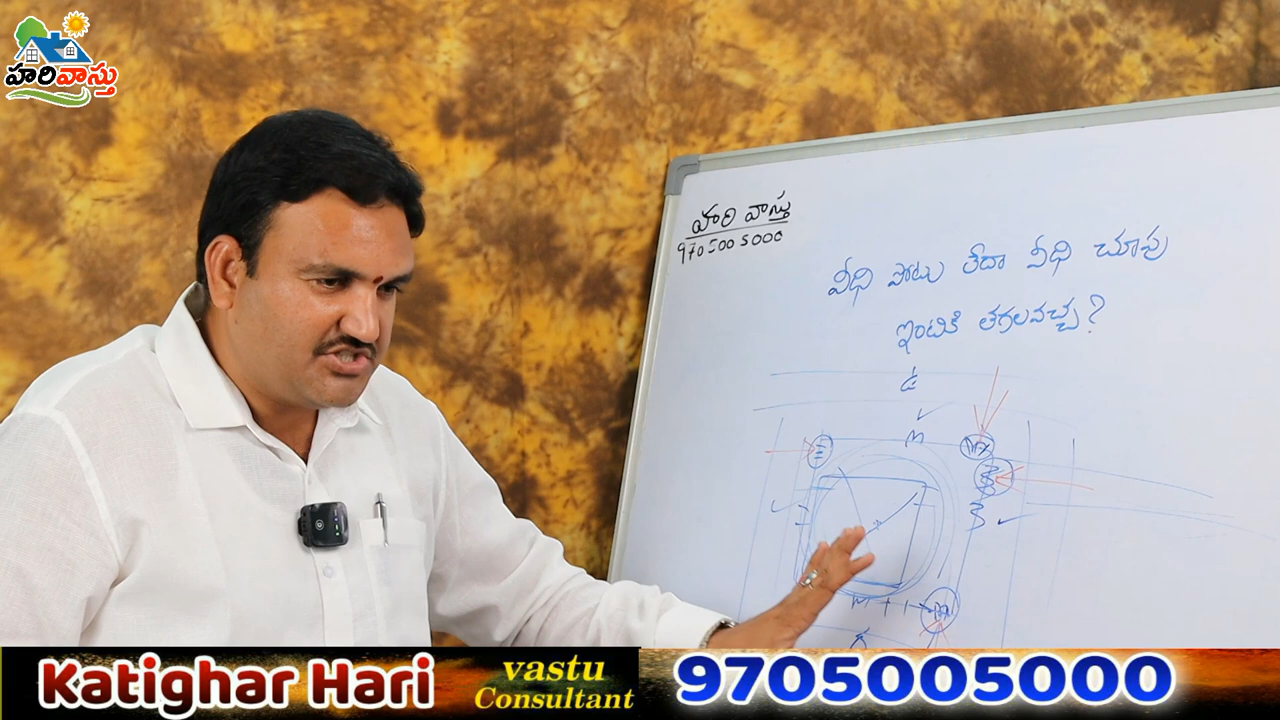 హరివాస్తు
హరి వాస్తు
9705005000
వీధి పోటు లేదా వీధి చూపు
ఇంటికి తగలవచ్చ?
ఉ
Katighar Hari
vastu
Consultant
9705005000